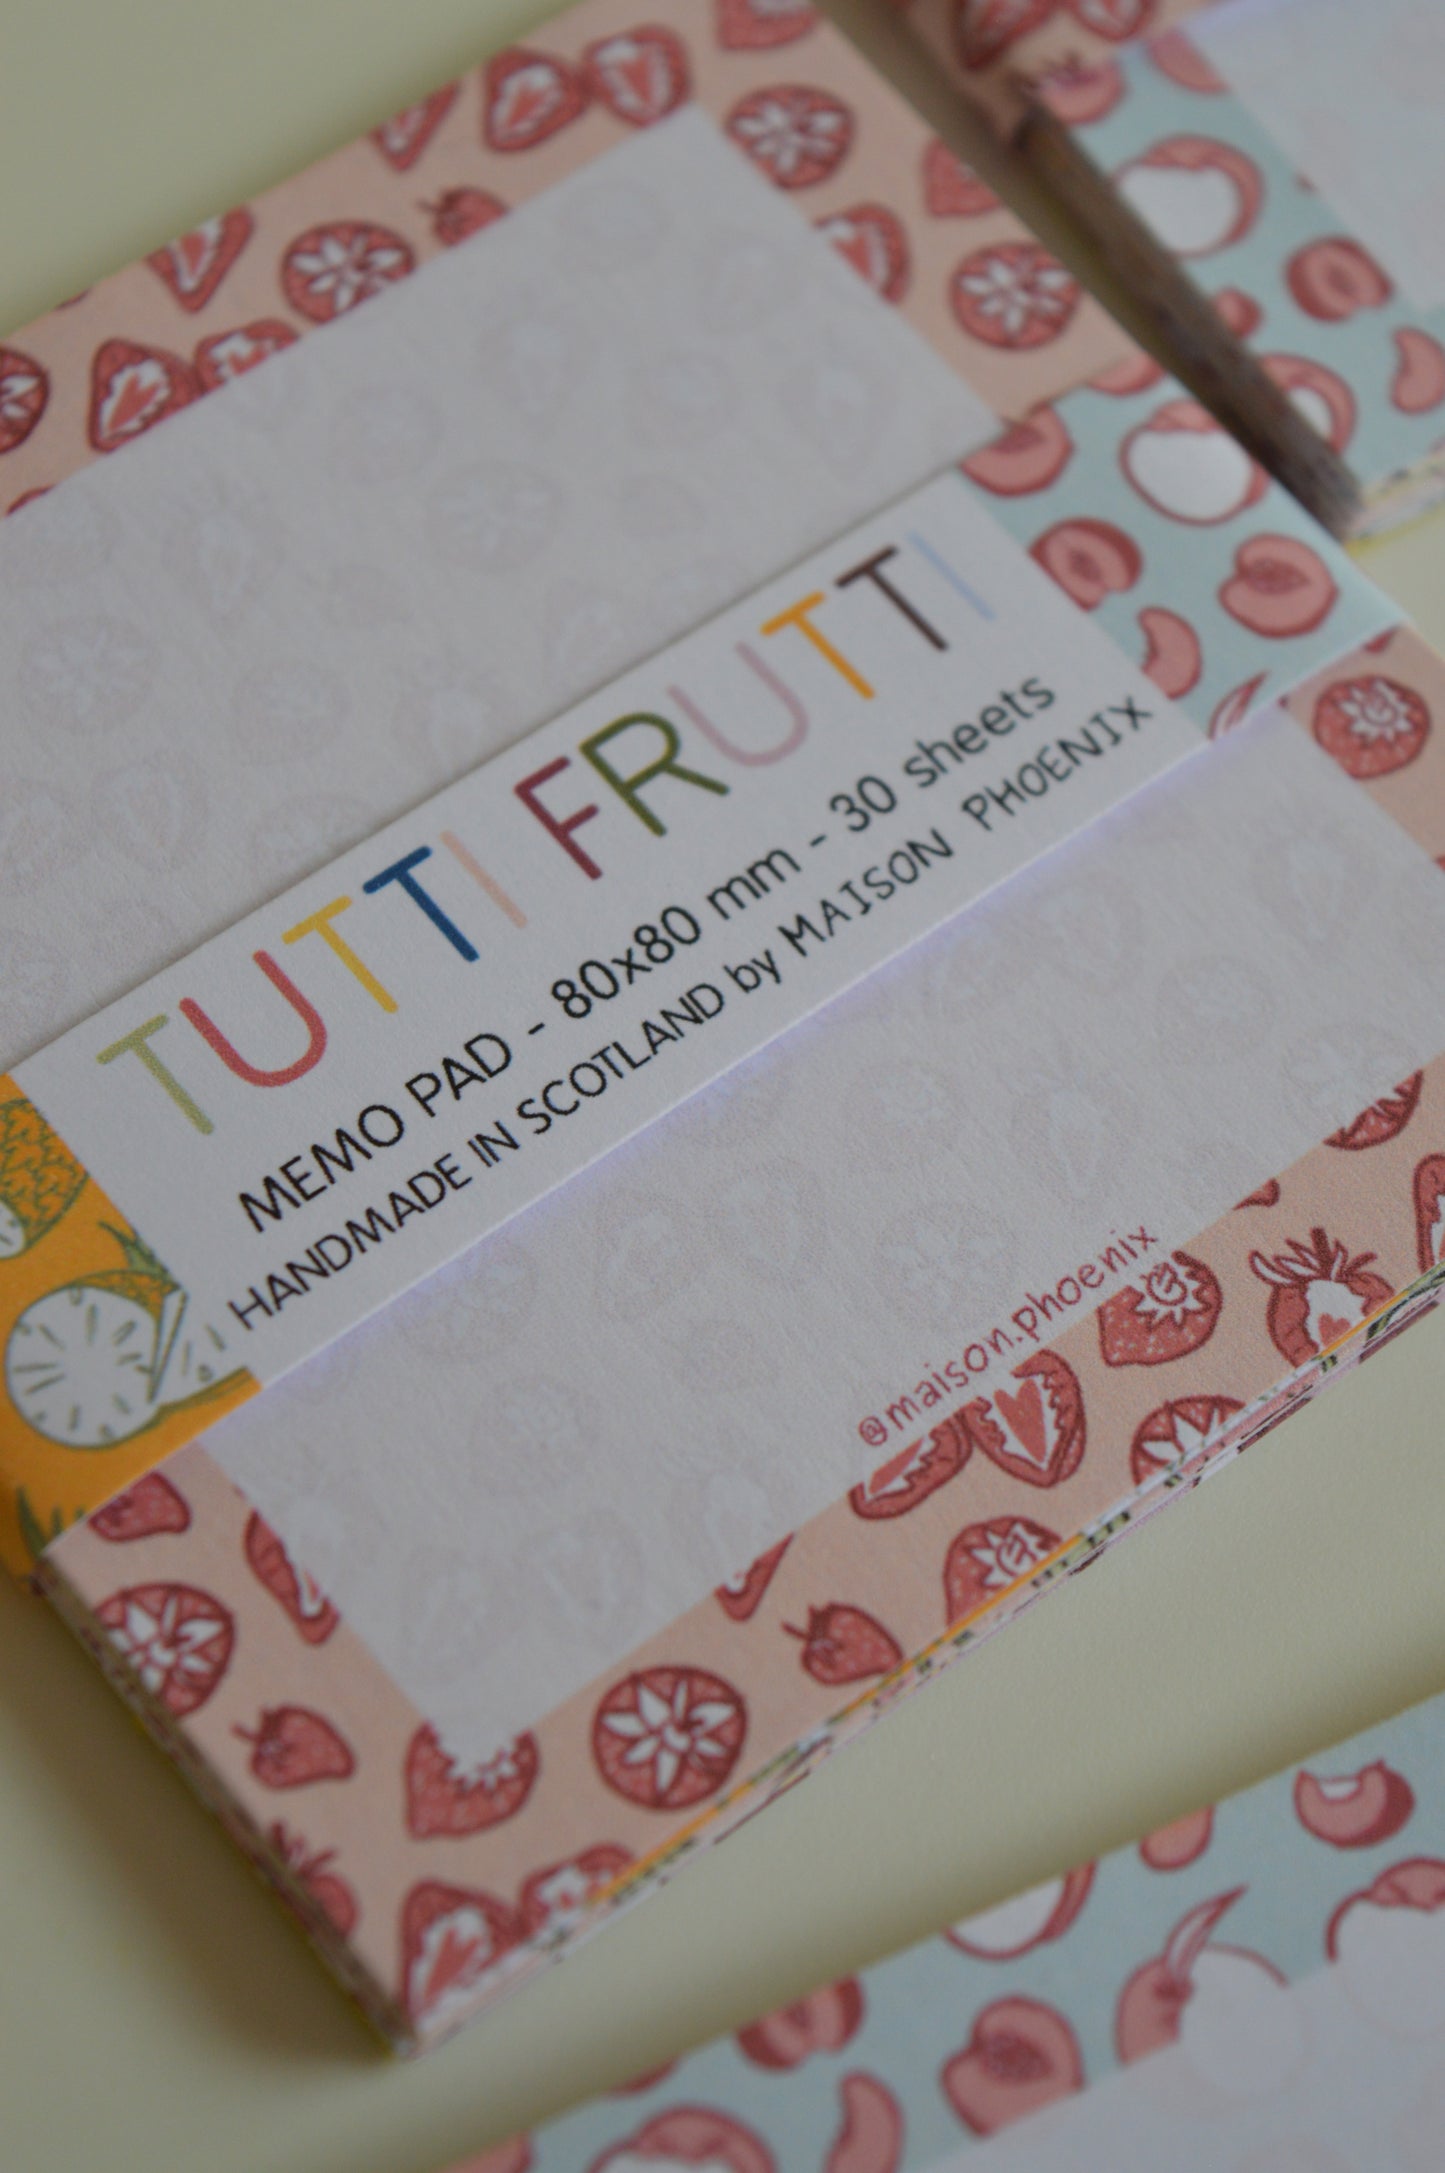 TUTTI FRUTTI
MEMO PAD - 80x80 mm - 30 sheets
HANDMADE IN SCOTLAND by MAISON PHOENIX
@maison.phoenix